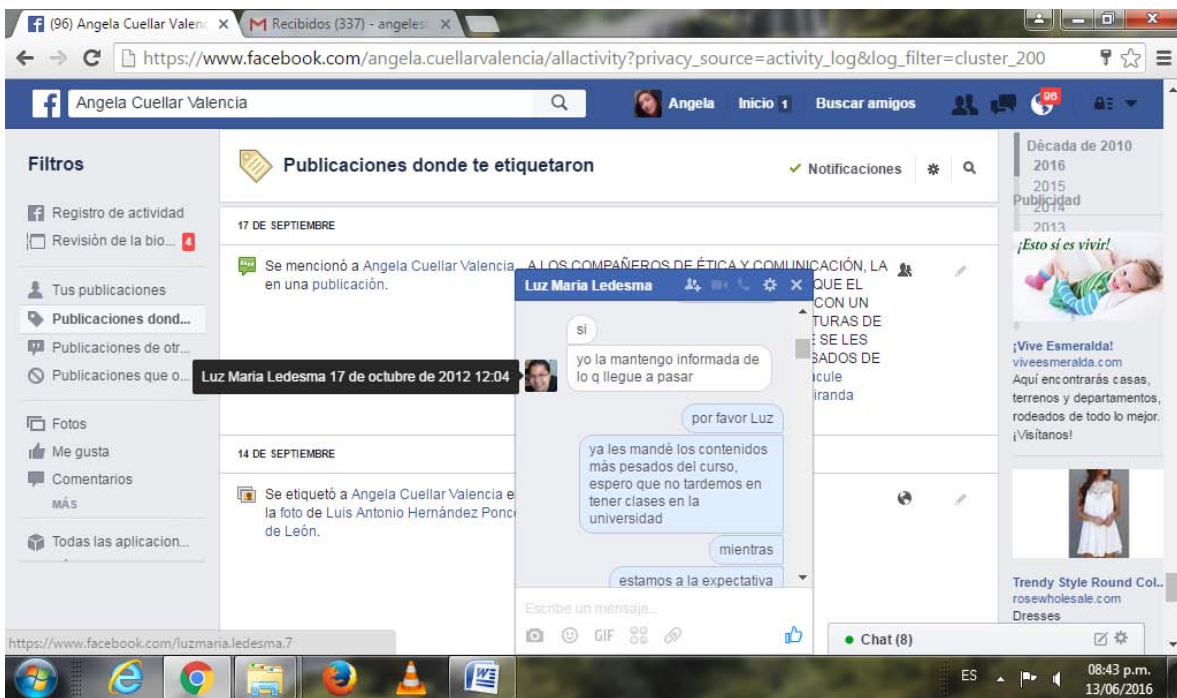 (96) Angela Cuellar Valenc
Recibidos (337) - angeles
https://www.facebook.com/angela.cuellarvalencia/allactivity?privacy_source=activity_log&log_filter=cluster_200
Angela Cuellar Valencia
Angela
Inicio 1
Buscar amigos
96
Filtros
Registro de actividad
Revisión de la bio... 4
Tus publicaciones
Publicaciones dond...
Publicaciones de otr...
Publicaciones que o...
Fotos
Me gusta
Comentarios
MÁS
Todas las aplicacion...
Publicaciones donde te etiquetaron
Notificaciones
17 DE SEPTIEMBRE
Se mencionó a Angela Cuellar Valencia
en una publicación.
A LOS COMPAÑEROS DE ÉTICA Y COMUNICACIÓN, LA
QUE EL
CON UN
TURAS DE
SE LES
SADOS DE
acule
iranda
14 DE SEPTIEMBRE
Se etiquetó a Angela Cuellar Valencia e
la foto de Luis Antonio Hernández Ponc
de León.
Luz Maria Ledesma
si
yo la mantengo informada de
lo q llegue a pasar
Luz Maria Ledesma 17 de octubre de 2012 12:04
por favor Luz
ya les mandé los contenidos
más pesados del curso,
espero que no tardemos en
tener clases en la
universidad
mientras
estamos a la expectativa
Escribe un mensaje...
GIF
Década de 2010
2016
2015
2014
2013
Publicidad
¡Esto sí es vivir!
¡Vive Esmeralda!
viveesmeralda.com
Aquí encontrarás casas,
terrenos y departamentos,
rodeados de todo lo mejor.
¡Visítanos!
Trendy Style Round Col..
rosewholesale.com
Dresses
Chat (8)
https://www.facebook.com/luzmaria.ledesma.7
ES
08:43 p.m.
13/06/2016